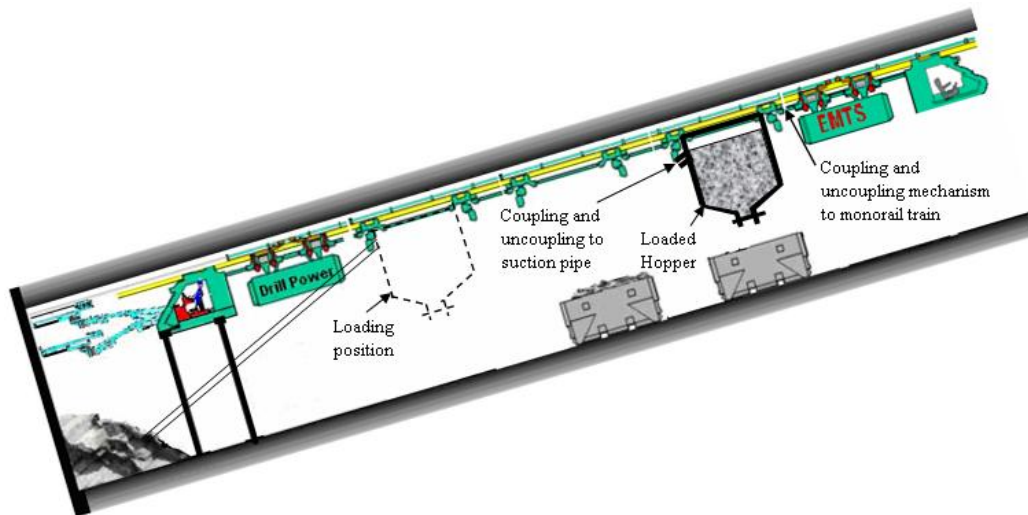 EMTS
Coupling and
uncoupling mechanism
to monorail train
Coupling and
uncoupling to
suction pipe
Loaded
Hopper
Drill Power
Loading
position